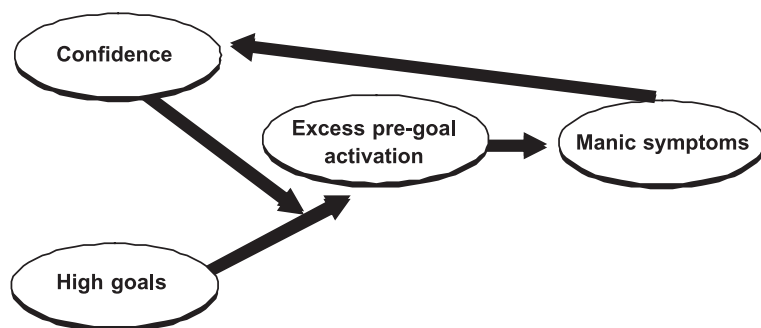 Confidence
Excess pre-goal
activation
Manic symptoms
High goals